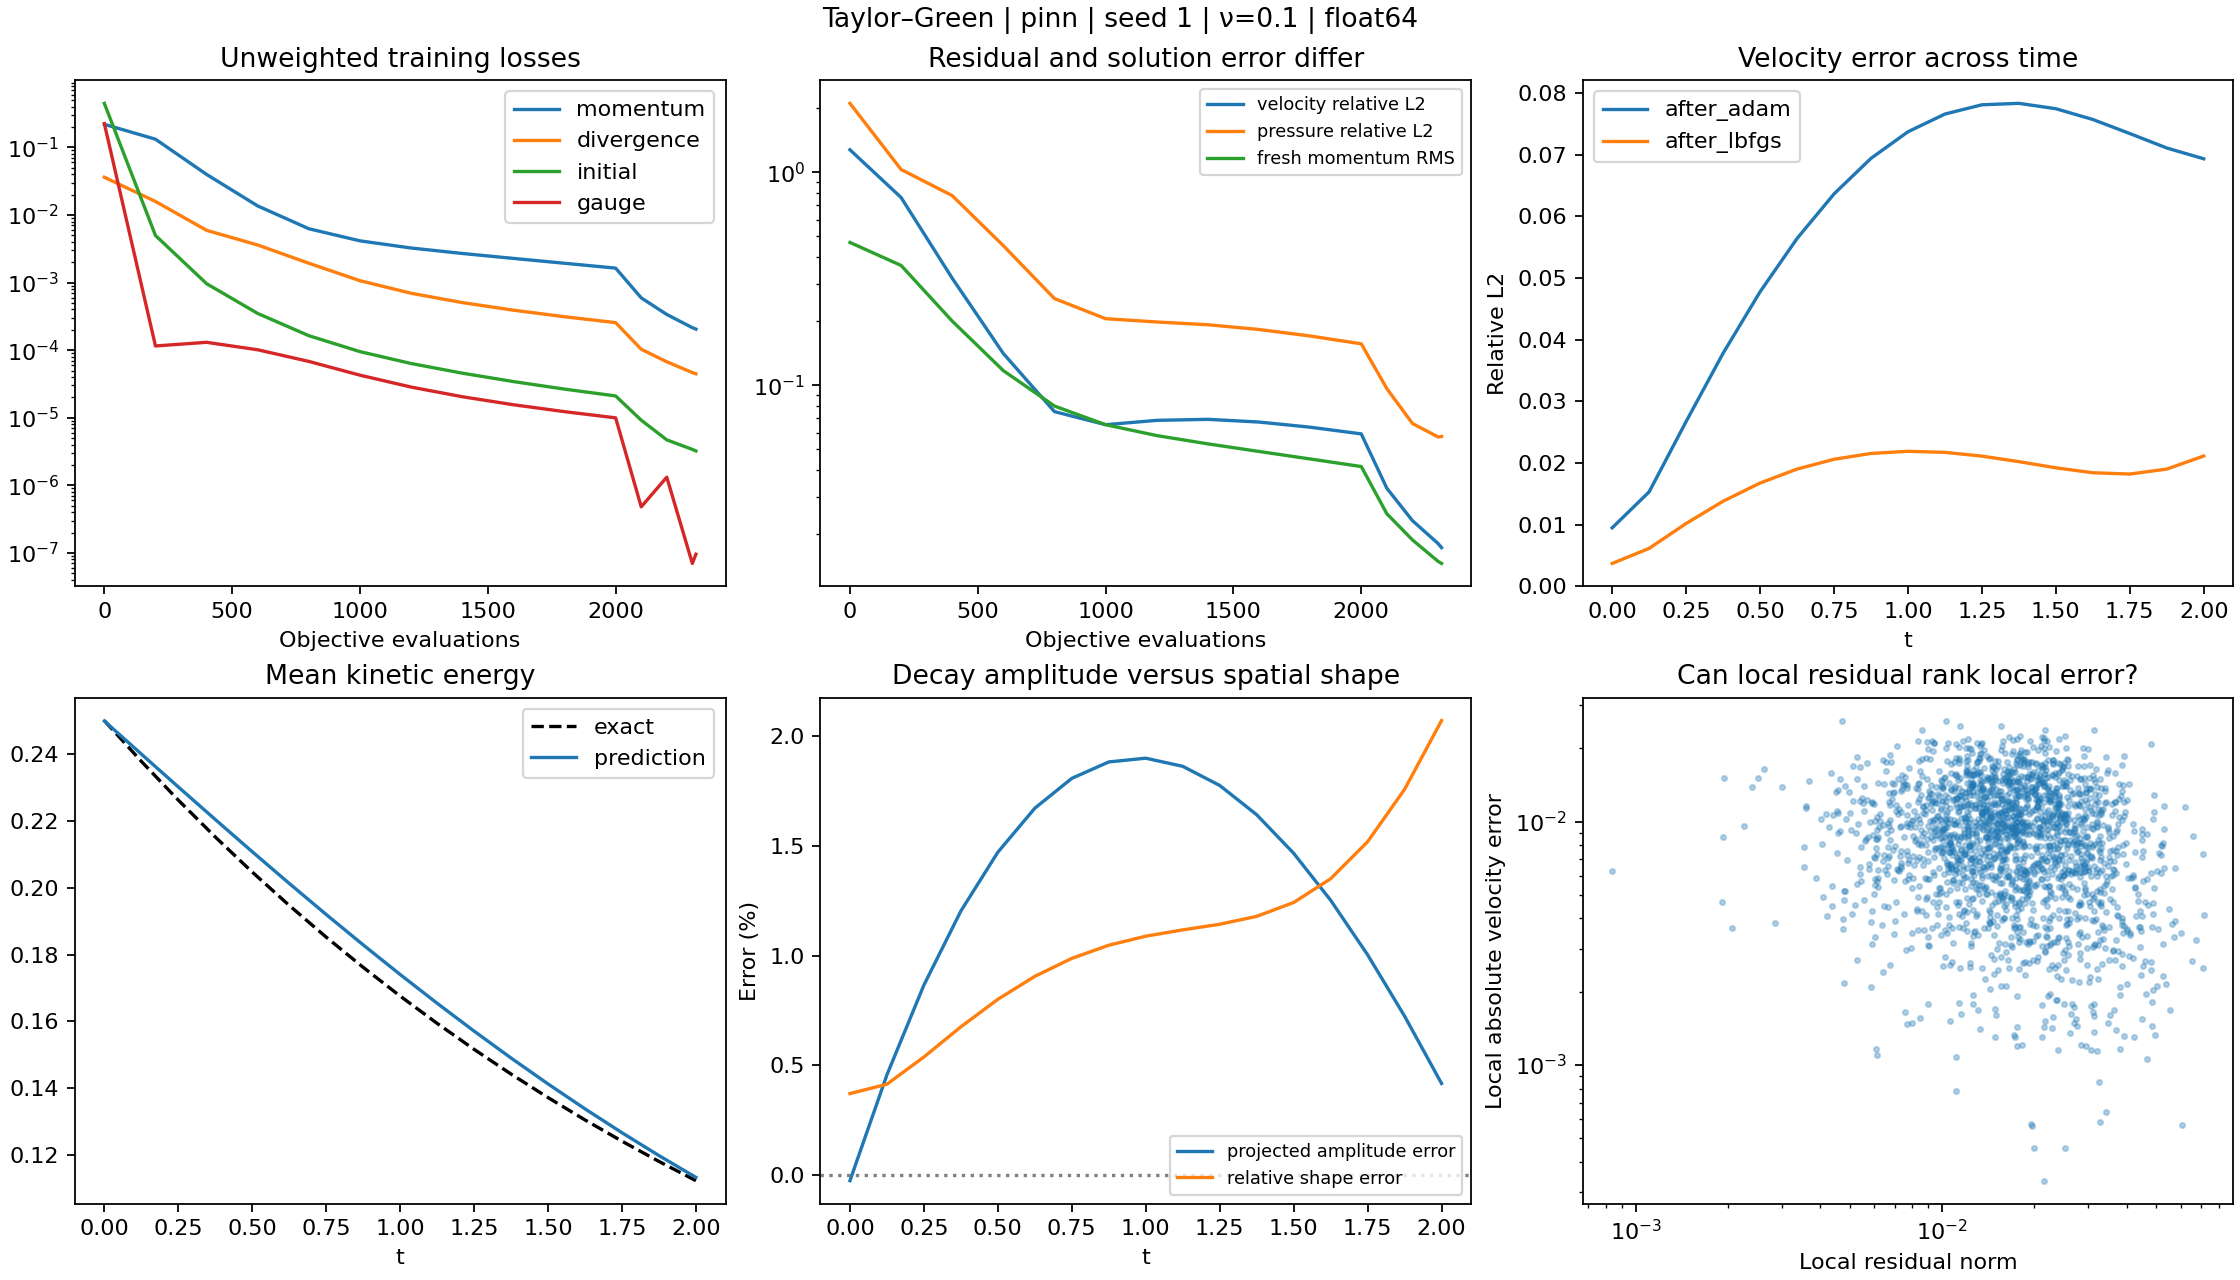 Taylor–Green | pinn | seed 1 | ν=0.1 | float64
Unweighted training losses
momentum
divergence
initial
gauge
10⁻¹
10⁻²
10⁻³
10⁻⁴
10⁻⁵
10⁻⁶
10⁻⁷
0 500 1000 1500 2000
Objective evaluations
Residual and solution error differ
velocity relative L2
pressure relative L2
fresh momentum RMS
10⁰
10⁻¹
0 500 1000 1500 2000
Objective evaluations
Velocity error across time
after_adam
after_lbfgs
Relative L2
0.08
0.07
0.06
0.05
0.04
0.03
0.02
0.01
0.00
0.00 0.25 0.50 0.75 1.00 1.25 1.50 1.75 2.00
t
Mean kinetic energy
exact
prediction
0.24
0.22
0.20
0.18
0.16
0.14
0.12
0.00 0.25 0.50 0.75 1.00 1.25 1.50 1.75 2.00
t
Decay amplitude versus spatial shape
Error (%)
2.0
1.5
1.0
0.5
0.0
projected amplitude error
relative shape error
0.00 0.25 0.50 0.75 1.00 1.25 1.50 1.75 2.00
t
Can local residual rank local error?
Local absolute velocity error
10⁻²
10⁻³
10⁻³ 10⁻²
Local residual norm